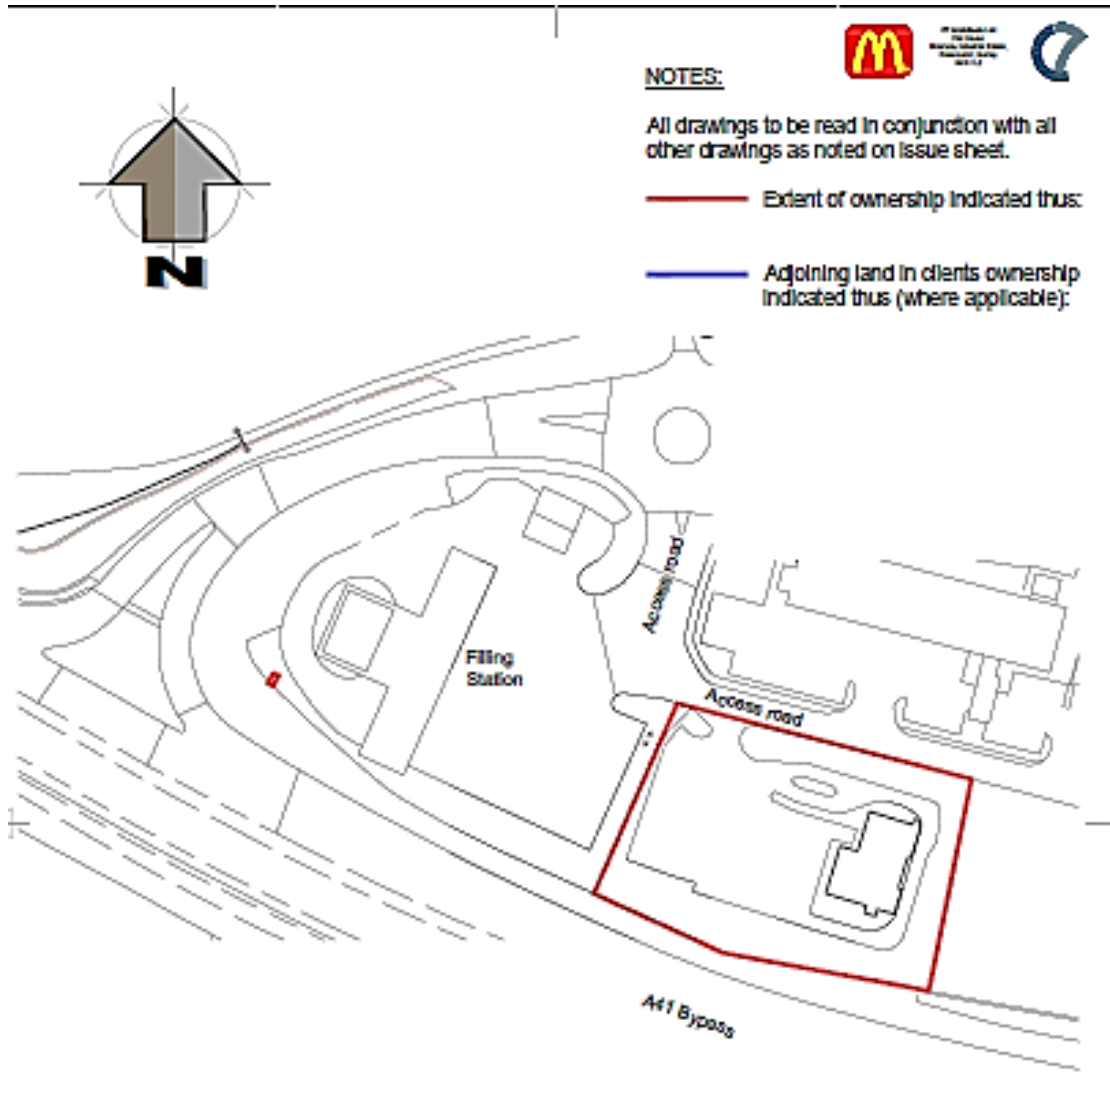 NOTES:
All drawings to be read in conjunction with all
other drawings as noted on issue sheet.
Extent of ownership indicated thus:
Adjoining land in clients ownership
indicated thus (where applicable):
N
Access road
Filling
Station
Access road
A41 Bypass